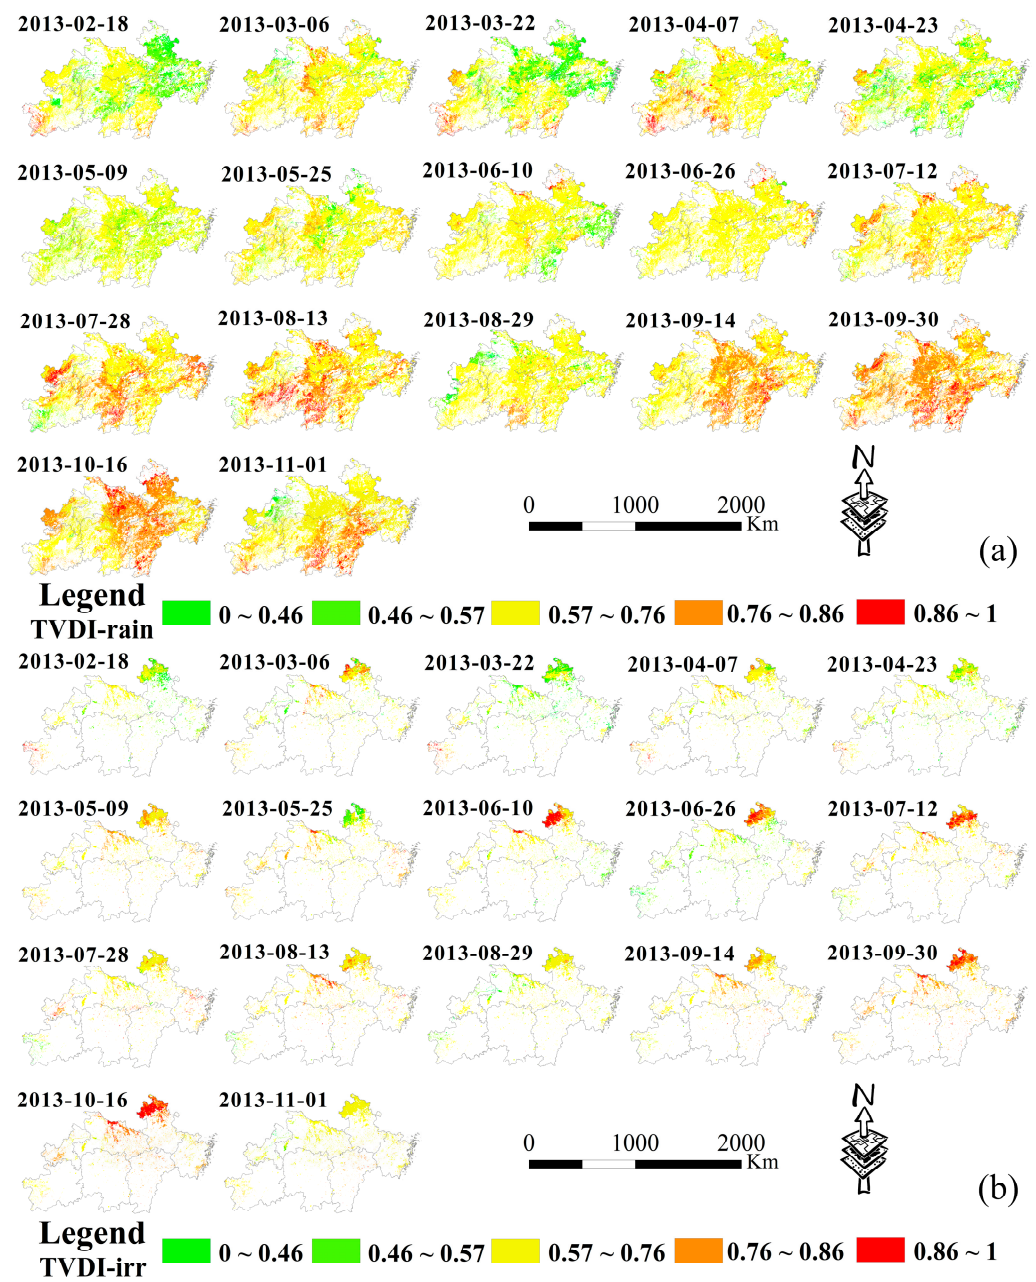 2013-02-18 2013-03-06 2013-03-22 2013-04-07 2013-04-23
2013-05-09 2013-05-25 2013-06-10 2013-06-26 2013-07-12
2013-07-28 2013-08-13 2013-08-29 2013-09-14 2013-09-30
2013-10-16 2013-11-01
N
0 1000 2000
Km
(a)
Legend
TVDI-rain
0 ~ 0.46 0.46 ~ 0.57 0.57 ~ 0.76 0.76 ~ 0.86 0.86 ~ 1
2013-02-18 2013-03-06 2013-03-22 2013-04-07 2013-04-23
2013-05-09 2013-05-25 2013-06-10 2013-06-26 2013-07-12
2013-07-28 2013-08-13 2013-08-29 2013-09-14 2013-09-30
2013-10-16 2013-11-01
N
0 1000 2000
Km
(b)
Legend
TVDI-irr
0 ~ 0.46 0.46 ~ 0.57 0.57 ~ 0.76 0.76 ~ 0.86 0.86 ~ 1